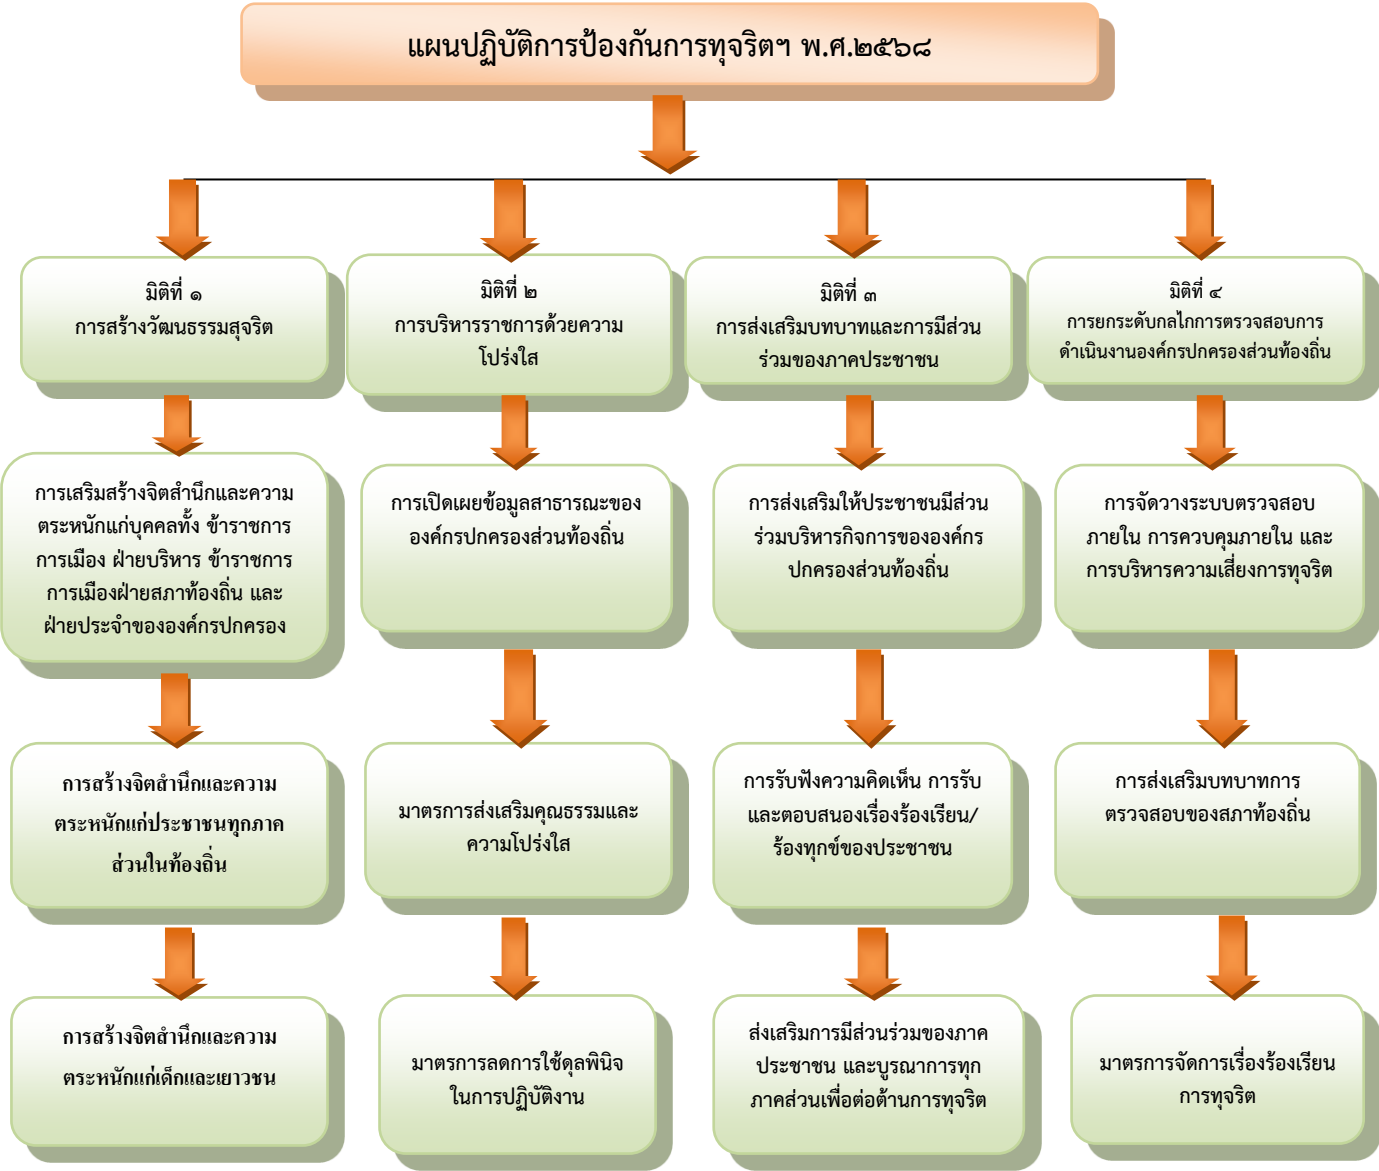 แผนปฏิบัติการป้องกันการทุจริตฯ พ.ศ.๒๕๖๘
มิติที่ ๑
การสร้างวัฒนธรรมสุจริต
มิติที่ ๒
การบริหารราชการด้วยความ
โปร่งใส
มิติที่ ๓
การส่งเสริมบทบาทและการมีส่วน
ร่วมของภาคประชาชน
มิติที่ ๔
การยกระดับกลไกการตรวจสอบการ
ดำเนินงานองค์กรปกครองส่วนท้องถิ่น
การเสริมสร้างจิตสำนึกและความ
ตระหนักแก่บุคคลทั้ง ข้าราชการ
การเมือง ฝ่ายบริหาร ข้าราชการ
การเมืองฝ่ายสภาท้องถิ่น และ
ฝ่ายประจำขององค์กรปกครอง
การเปิดเผยข้อมูลสาธารณะของ
องค์กรปกครองส่วนท้องถิ่น
การส่งเสริมให้ประชาชนมีส่วน
ร่วมบริหารกิจการขององค์กร
ปกครองส่วนท้องถิ่น
การจัดวางระบบตรวจสอบ
ภายใน การควบคุมภายใน และ
การบริหารความเสี่ยงการทุจริต
การสร้างจิตสำนึกและความ
ตระหนักแก่ประชาชนทุกภาค
ส่วนในท้องถิ่น
มาตรการส่งเสริมคุณธรรมและ
ความโปร่งใส
การรับฟังความคิดเห็น การรับ
และตอบสนองเรื่องร้องเรียน/
ร้องทุกข์ของประชาชน
การส่งเสริมบทบาทการ
ตรวจสอบของสภาท้องถิ่น
การสร้างจิตสำนึกและความ
ตระหนักแก่เด็กและเยาวชน
มาตรการลดการใช้ดุลพินิจ
ในการปฏิบัติงาน
ส่งเสริมการมีส่วนร่วมของภาค
ประชาชน และบูรณาการทุก
ภาคส่วนเพื่อต่อต้านการทุจริต
มาตรการจัดการเรื่องร้องเรียน
การทุจริต